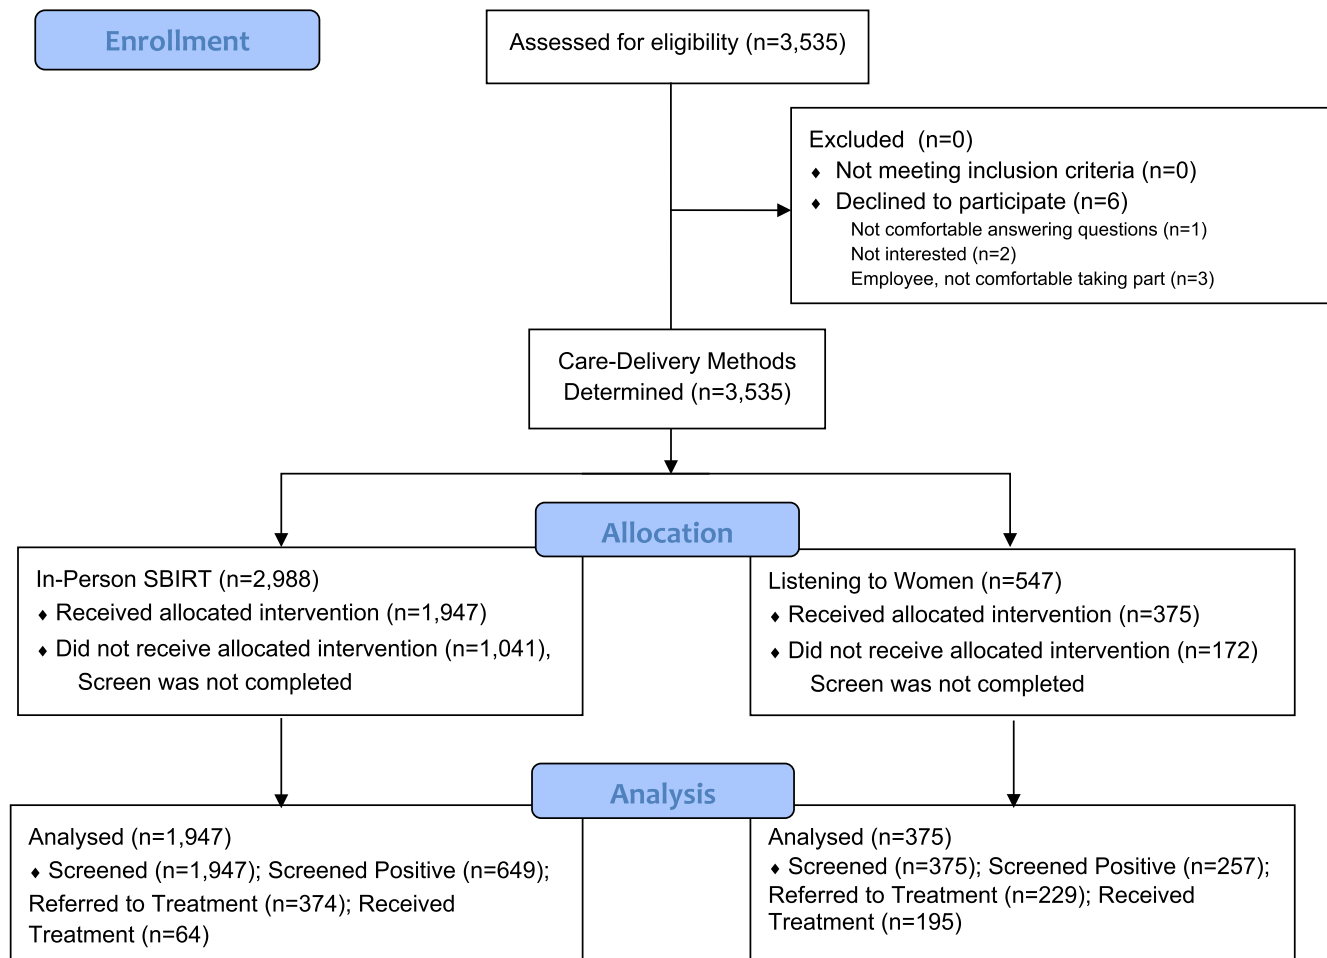 Enrollment
Assessed for eligibility (n=3,535)
Excluded  (n=0)
♦ Not meeting inclusion criteria (n=0)
♦ Declined to participate (n=6)
Not comfortable answering questions (n=1)
Not interested (n=2)
Employee, not comfortable taking part (n=3)
Care-Delivery Methods
Determined (n=3,535)
Allocation
In-Person SBIRT (n=2,988)
♦ Received allocated intervention (n=1,947)
♦ Did not receive allocated intervention (n=1,041),
Screen was not completed
Listening to Women (n=547)
♦ Received allocated intervention (n=375)
♦ Did not receive allocated intervention (n=172)
Screen was not completed
Analysis
Analysed (n=1,947)
♦ Screened (n=1,947); Screened Positive (n=649);
Referred to Treatment (n=374); Received
Treatment (n=64)
Analysed (n=375)
♦ Screened (n=375); Screened Positive (n=257);
Referred to Treatment (n=229); Received
Treatment (n=195)